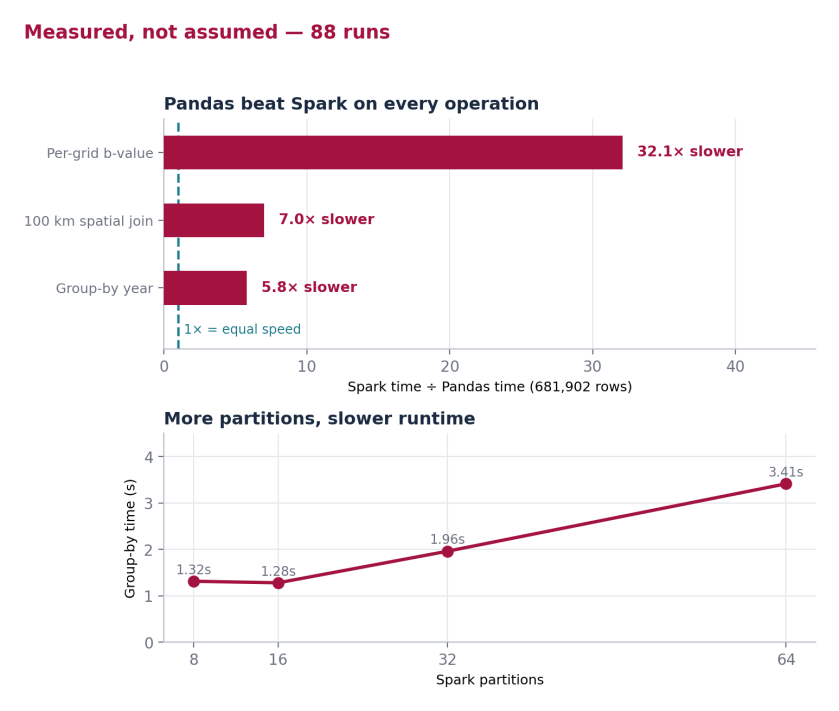 Measured, not assumed — 88 runs
Pandas beat Spark on every operation
Per-grid b-value
32.1× slower
100 km spatial join
7.0× slower
Group-by year
5.8× slower
1× = equal speed
0 10 20 30 40
Spark time ÷ Pandas time (681,902 rows)
More partitions, slower runtime
Group-by time (s)
4
3
2
1
0
1.32s
1.28s
1.96s
3.41s
8 16 32 64
Spark partitions